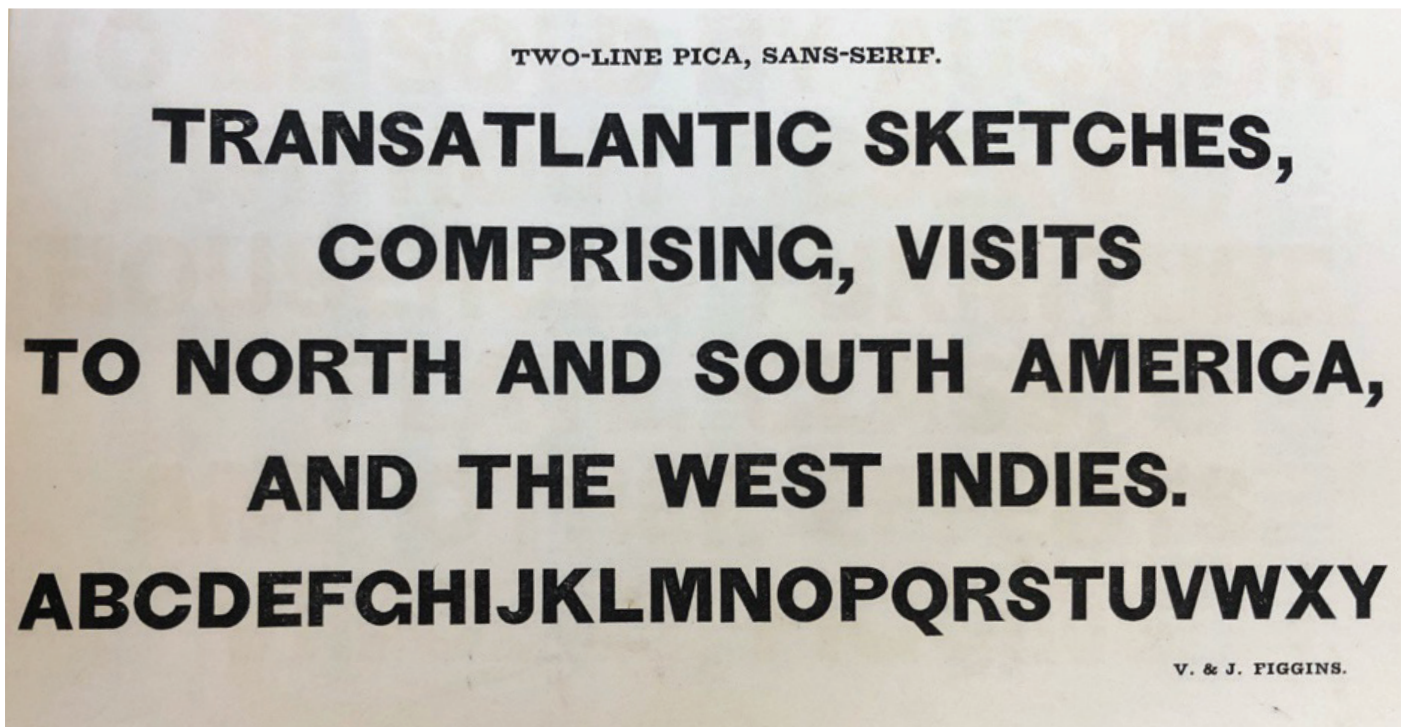 TWO-LINE PICA, SANS-SERIF.
TRANSATLANTIC SKETCHES,
COMPRISING, VISITS
TO NORTH AND SOUTH AMERICA,
AND THE WEST INDIES.
ABCDEFGHIJKLMNOPQRSTUVWXY
V. & J. FIGGINS.